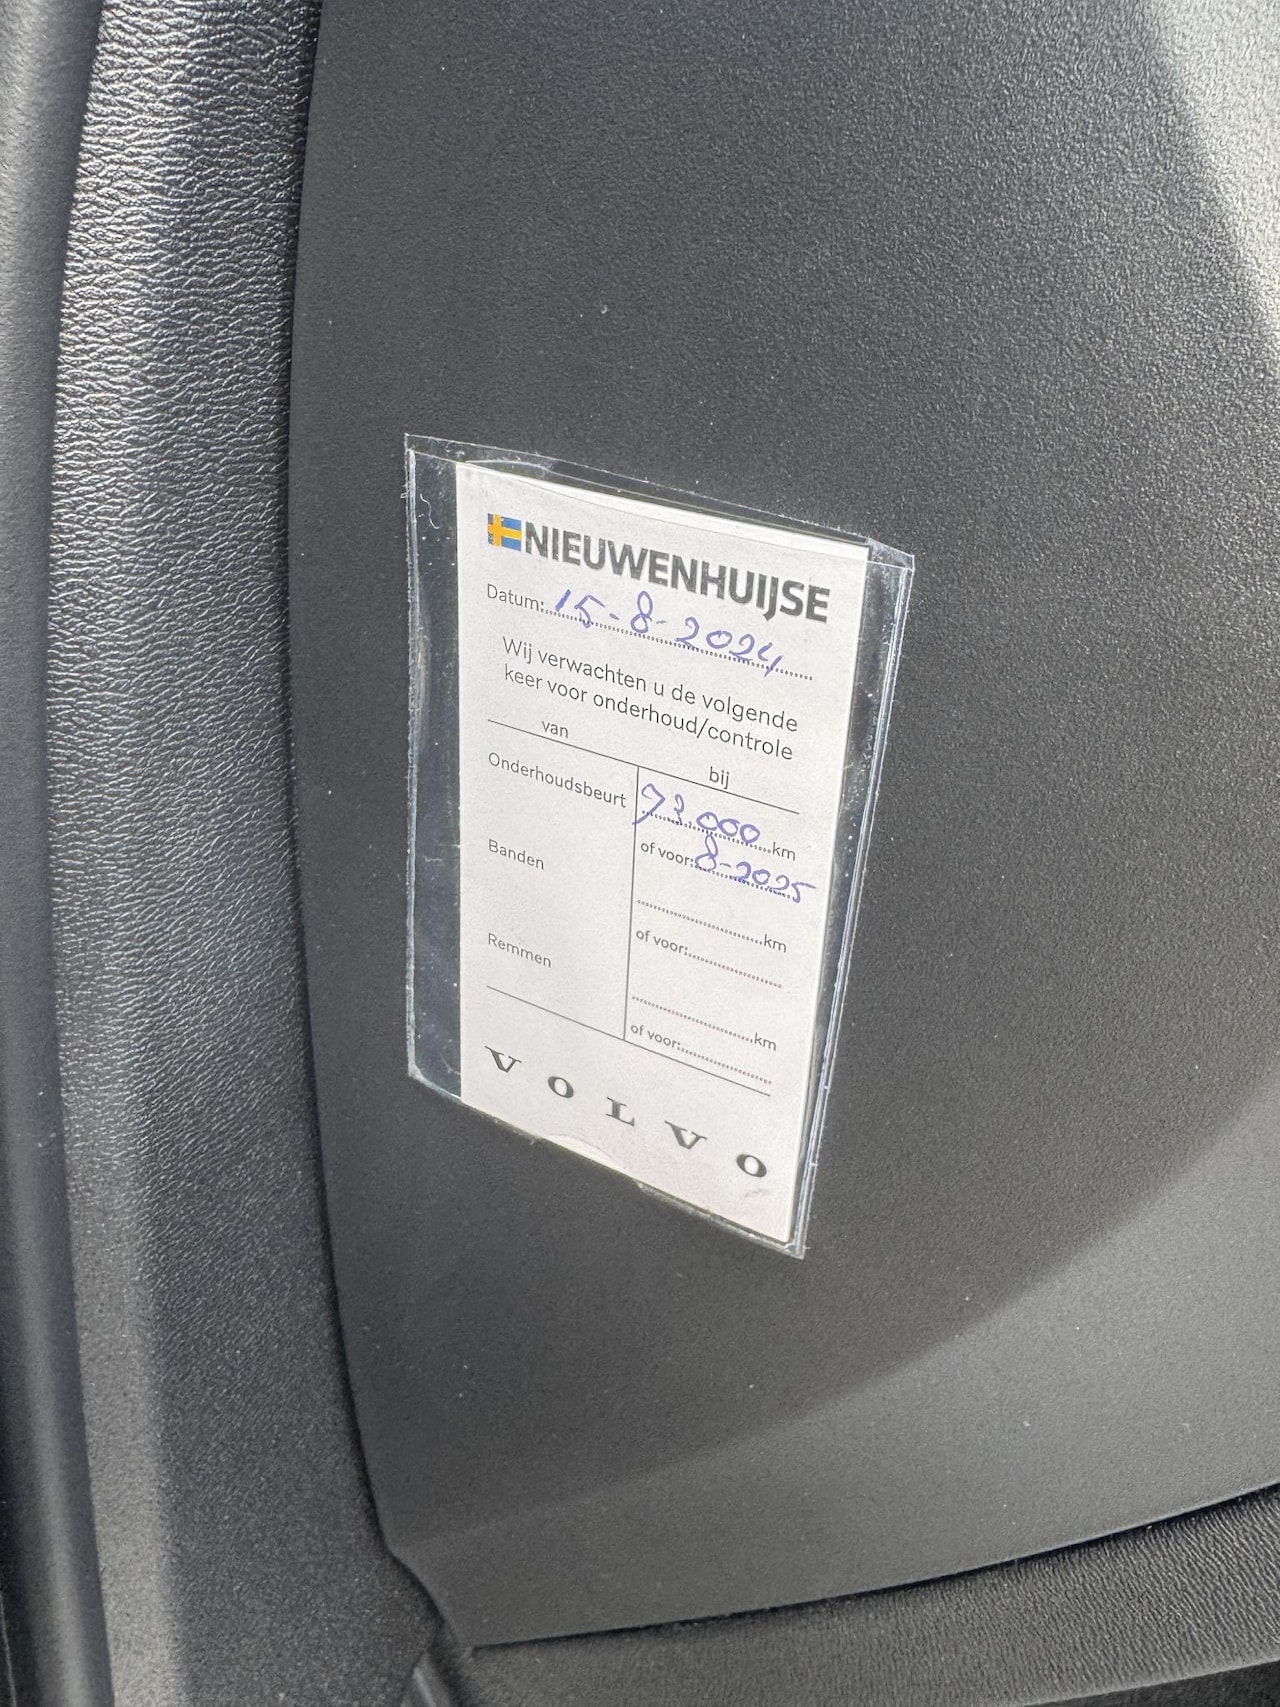 NIEUWENHUIJSE
Datum: 15-8-2024
Wij verwachten u de volgende
keer voor onderhoud/controle
van bij
Onderhoudsbeurt 93.000 km
of voor: 8-2025
Banden km
of voor:
Remmen km
of voor:
VOLVO